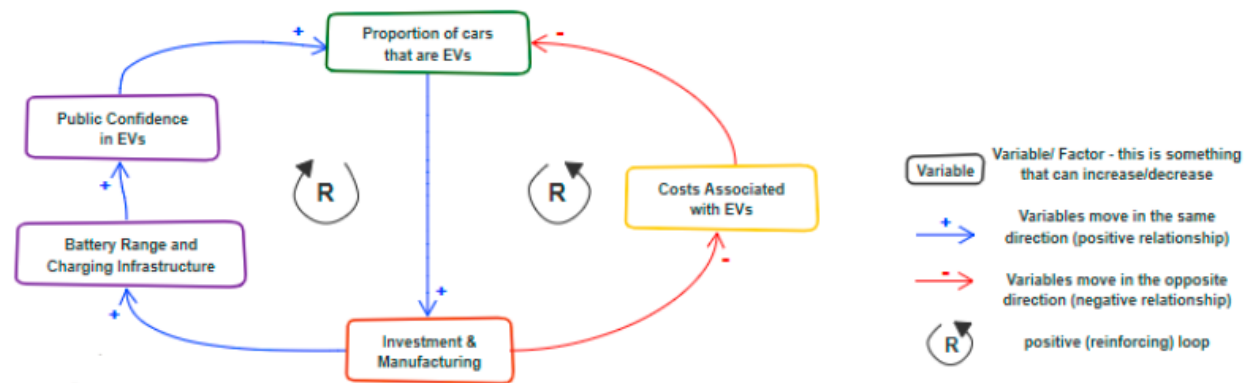 +
Proportion of cars
that are EVs
-
Public Confidence
in EVs
+
R
R
Costs Associated
with EVs
-
Battery Range and
Charging Infrastructure
+
+
Investment &
Manufacturing
Variable
Variable/ Factor - this is something
that can increase/decrease
+
Variables move in the same
direction (positive relationship)
-
Variables move in the opposite
direction (negative relationship)
R
positive (reinforcing) loop